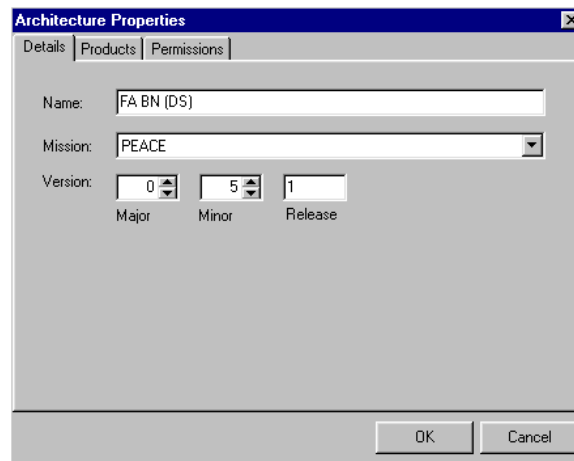 Architecture Properties
Details Products Permissions
Name: FA BN (DS)
Mission: PEACE
Version: 0 5 1
Major Minor Release
OK Cancel